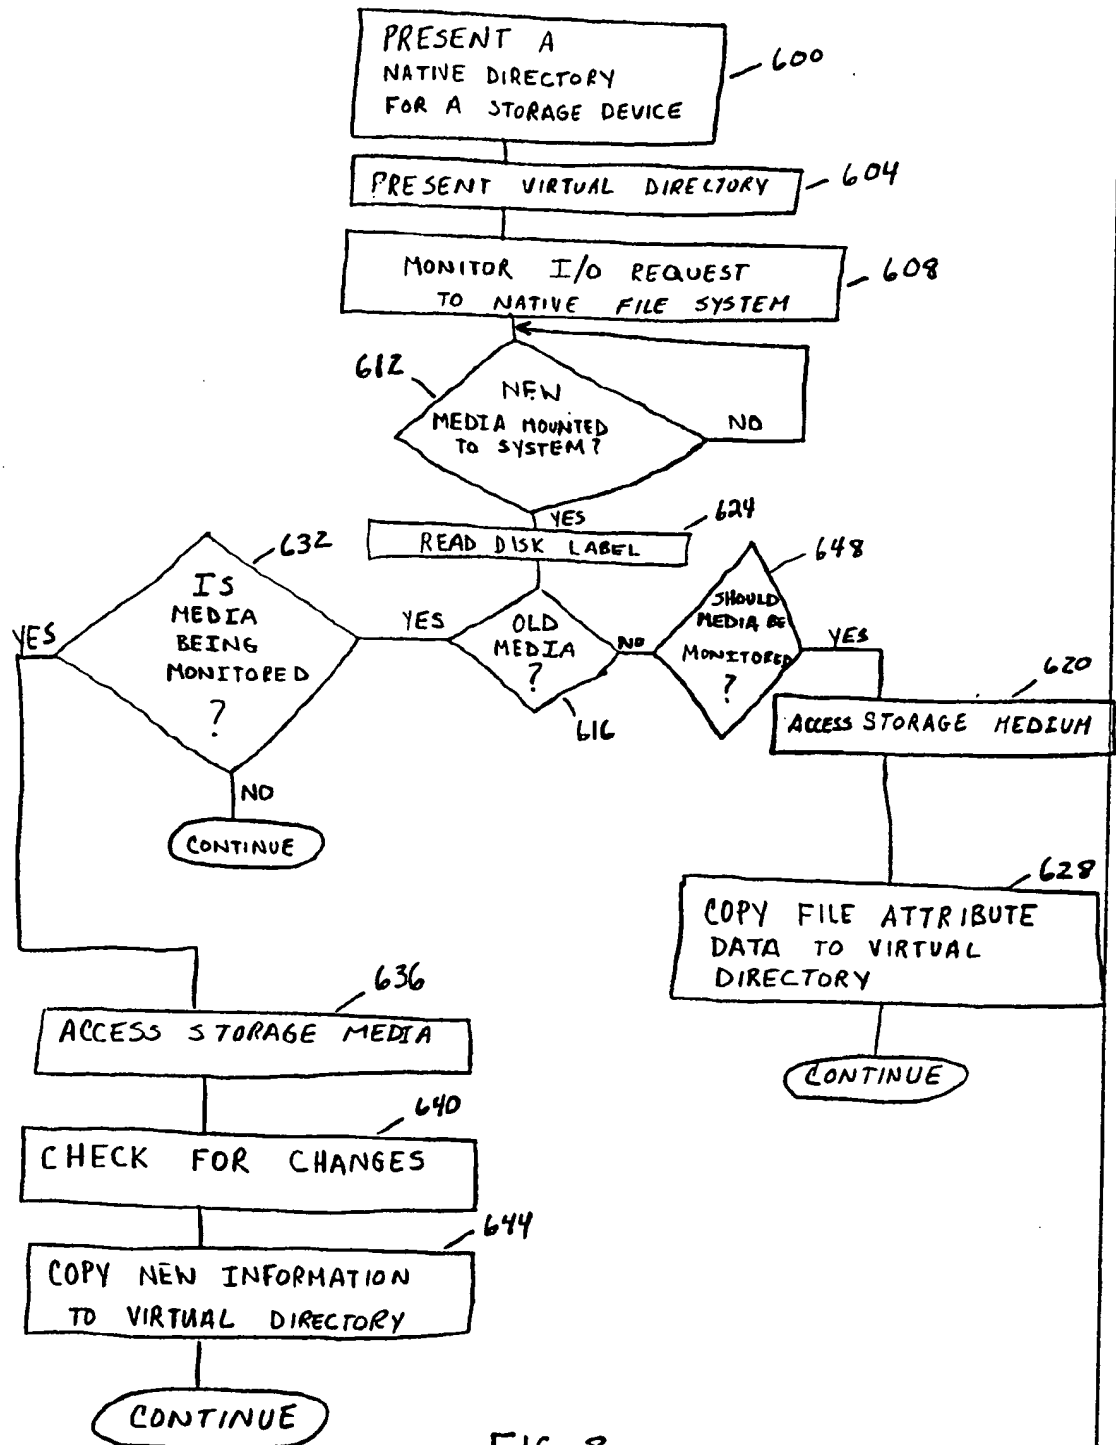 PRESENT A
NATIVE DIRECTORY
FOR A STORAGE DEVICE
600
PRESENT VIRTUAL DIRECTORY
604
MONITOR I/O REQUEST
TO NATIVE FILE SYSTEM
608
612
NEW
MEDIA MOUNTED
TO SYSTEM?
NO
YES
624
READ DISK LABEL
632
IS
MEDIA
BEING
MONITORED
?
YES
NO
CONTINUE
YES
OLD
MEDIA
?
616
NO
648
SHOULD
MEDIA BE
MONITORED
?
YES
620
ACCESS STORAGE MEDIUM
628
COPY FILE ATTRIBUTE
DATA TO VIRTUAL
DIRECTORY
CONTINUE
636
ACCESS STORAGE MEDIA
640
CHECK FOR CHANGES
644
COPY NEW INFORMATION
TO VIRTUAL DIRECTORY
CONTINUE